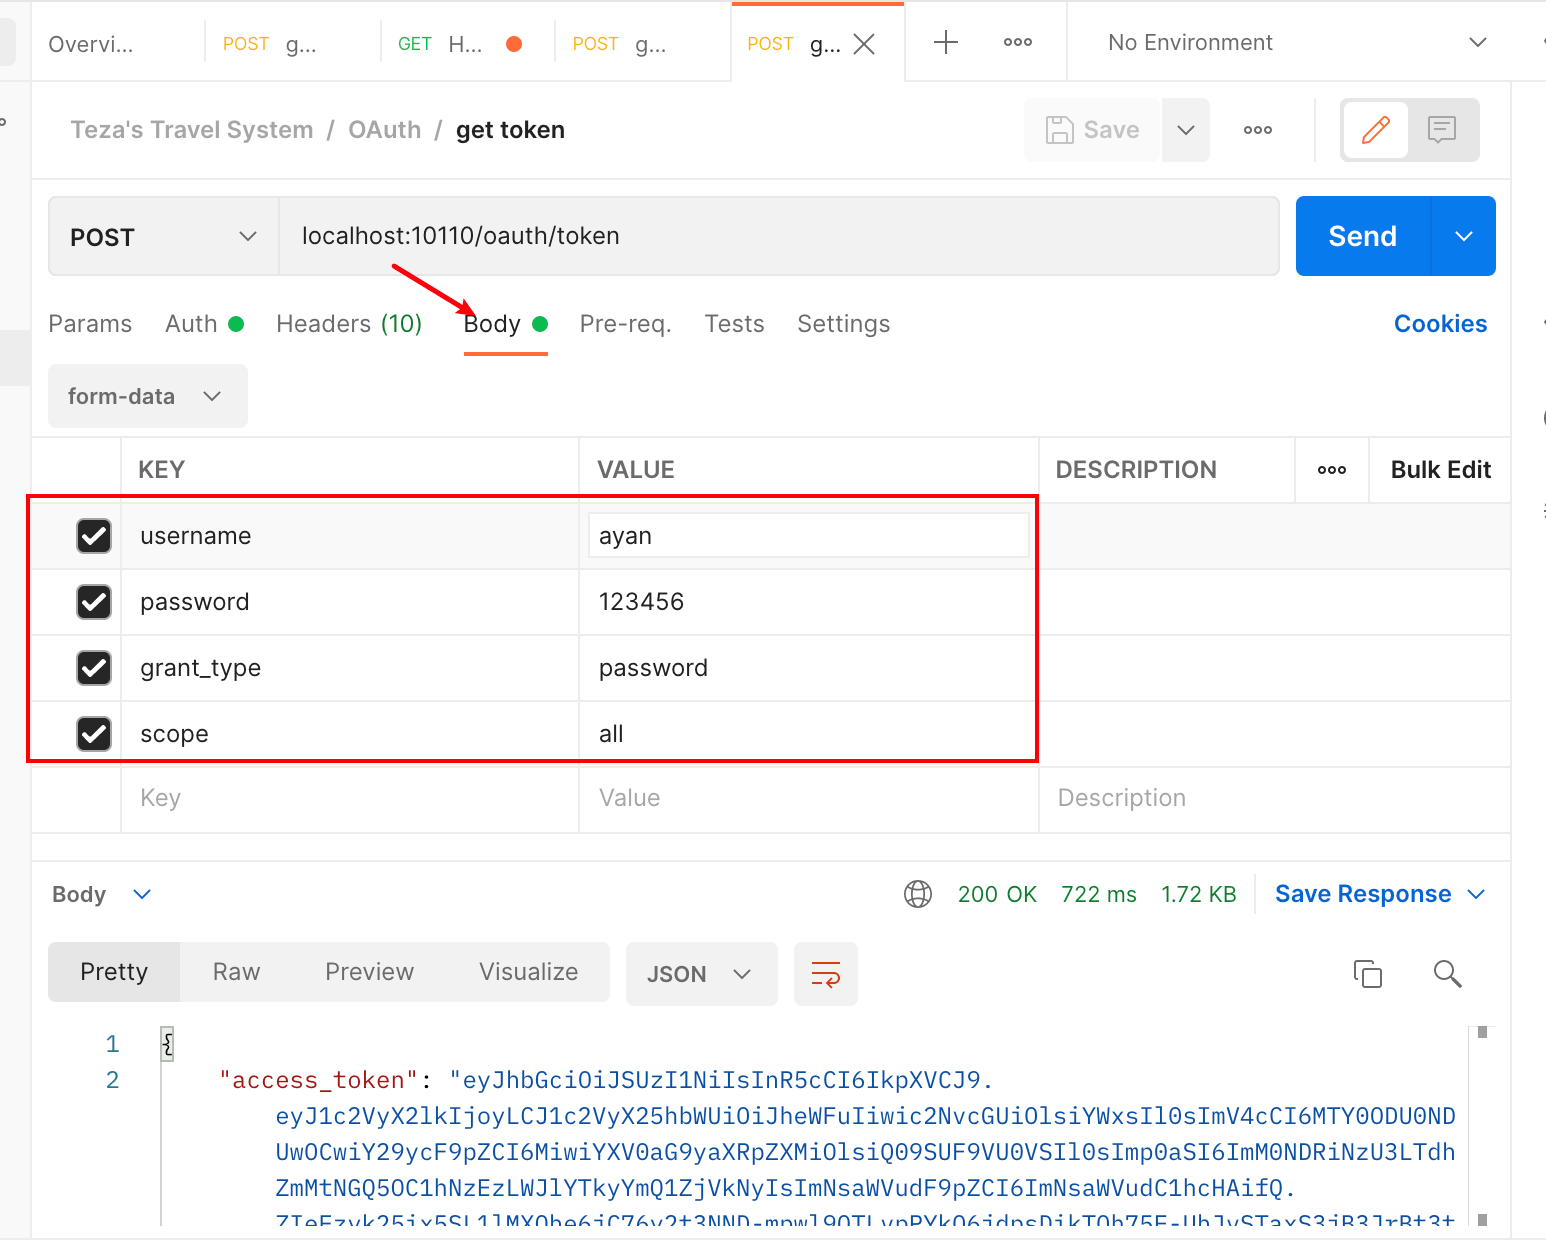 Overvi... POST g... GET H... POST g... POST g... No Environment
Teza's Travel System / OAuth / get token Save
POST localhost:10110/oauth/token Send
Params Auth Headers (10) Body Pre-req. Tests Settings Cookies
form-data
KEY VALUE DESCRIPTION Bulk Edit
username ayan
password 123456
grant_type password
scope all
Key Value Description
Body 200 OK 722 ms 1.72 KB Save Response
Pretty Raw Preview Visualize JSON
1 {
2 "access_token": "eyJhbGciOiJSUzI1NiIsInR5cCI6IkpXVCJ9.
eyJ1c2VyX2lkIjoyLCJ1c2VyX25hbWUiOiJheWFuIiwic2NvcGUiOlsiYWxsIl0sImV4cCI6MTY0ODU0ND
UwOCwiY29ycF9pZCI6MiwiYXV0aG9yaXRpZXMiOlsiQ09SUF9VU0VSIl0sImp0aSI6ImM0NDRiNzU3LTdh
ZmMtNGQ5OC1hNzEzLWJlYTkyYmQ1ZjVkNyIsImNsaWVudF9pZCI6ImNsaWVudC1hcHAifQ.